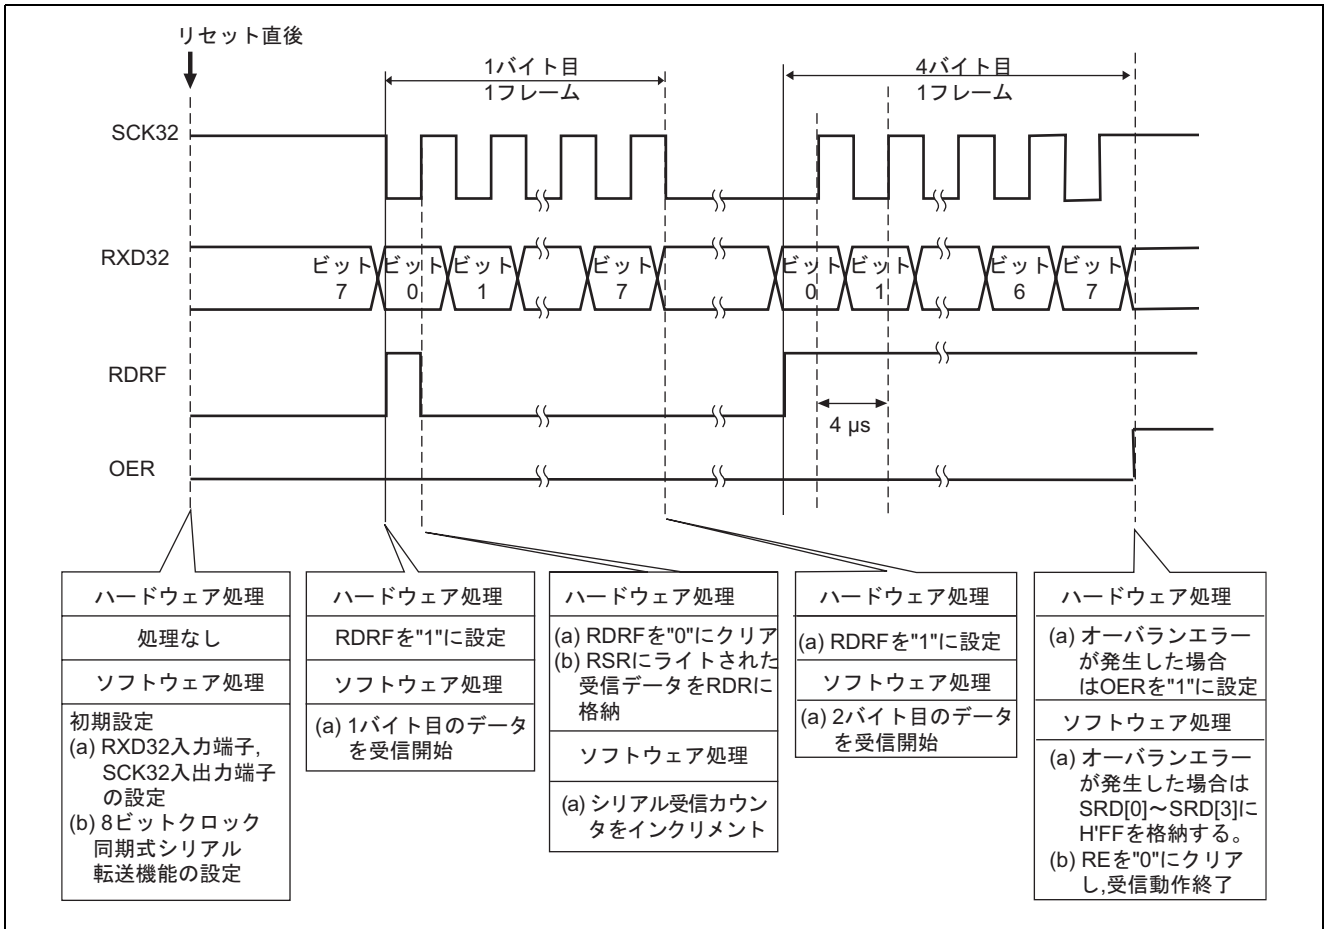 リセット直後
1バイト目
1フレーム
4バイト目
1フレーム
SCK32
RXD32
ビット
7
ビット
0
ビット
1
ビット
7
ビット
0
ビット
1
ビット
6
ビット
7
RDRF
4 µs
OER
ハードウェア処理
処理なし
ソフトウェア処理
初期設定
(a) RXD32入力端子,
SCK32入出力端子
の設定
(b) 8ビットクロック
同期式シリアル
転送機能の設定
ハードウェア処理
RDRFを"1"に設定
ソフトウェア処理
(a) 1バイト目のデータ
を受信開始
ハードウェア処理
(a) RDRFを"0"にクリア
(b) RSRにライトされた
受信データをRDRに
格納
ソフトウェア処理
(a) シリアル受信カウン
タをインクリメント
ハードウェア処理
(a) RDRFを"1"に設定
ソフトウェア処理
(a) 2バイト目のデータ
を受信開始
ハードウェア処理
(a) オーバランエラー
が発生した場合
はOERを"1"に設定
ソフトウェア処理
(a) オーバランエラー
が発生した場合は
SRD[0]～SRD[3]に
H'FFを格納する。
(b) REを"0"にクリア
し,受信動作終了